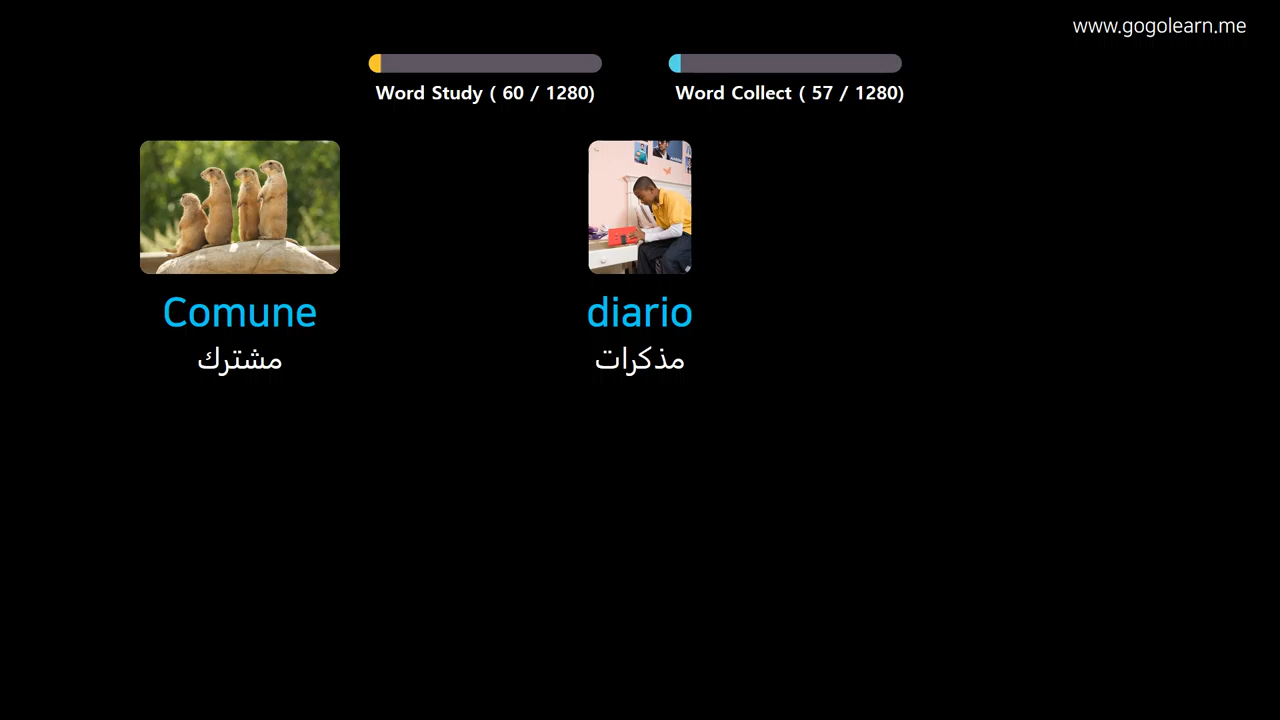 www.gogolearn.me
Word Study ( 60 / 1280)
Word Collect ( 57 / 1280)
Comune
مشترك
diario
مذكرات